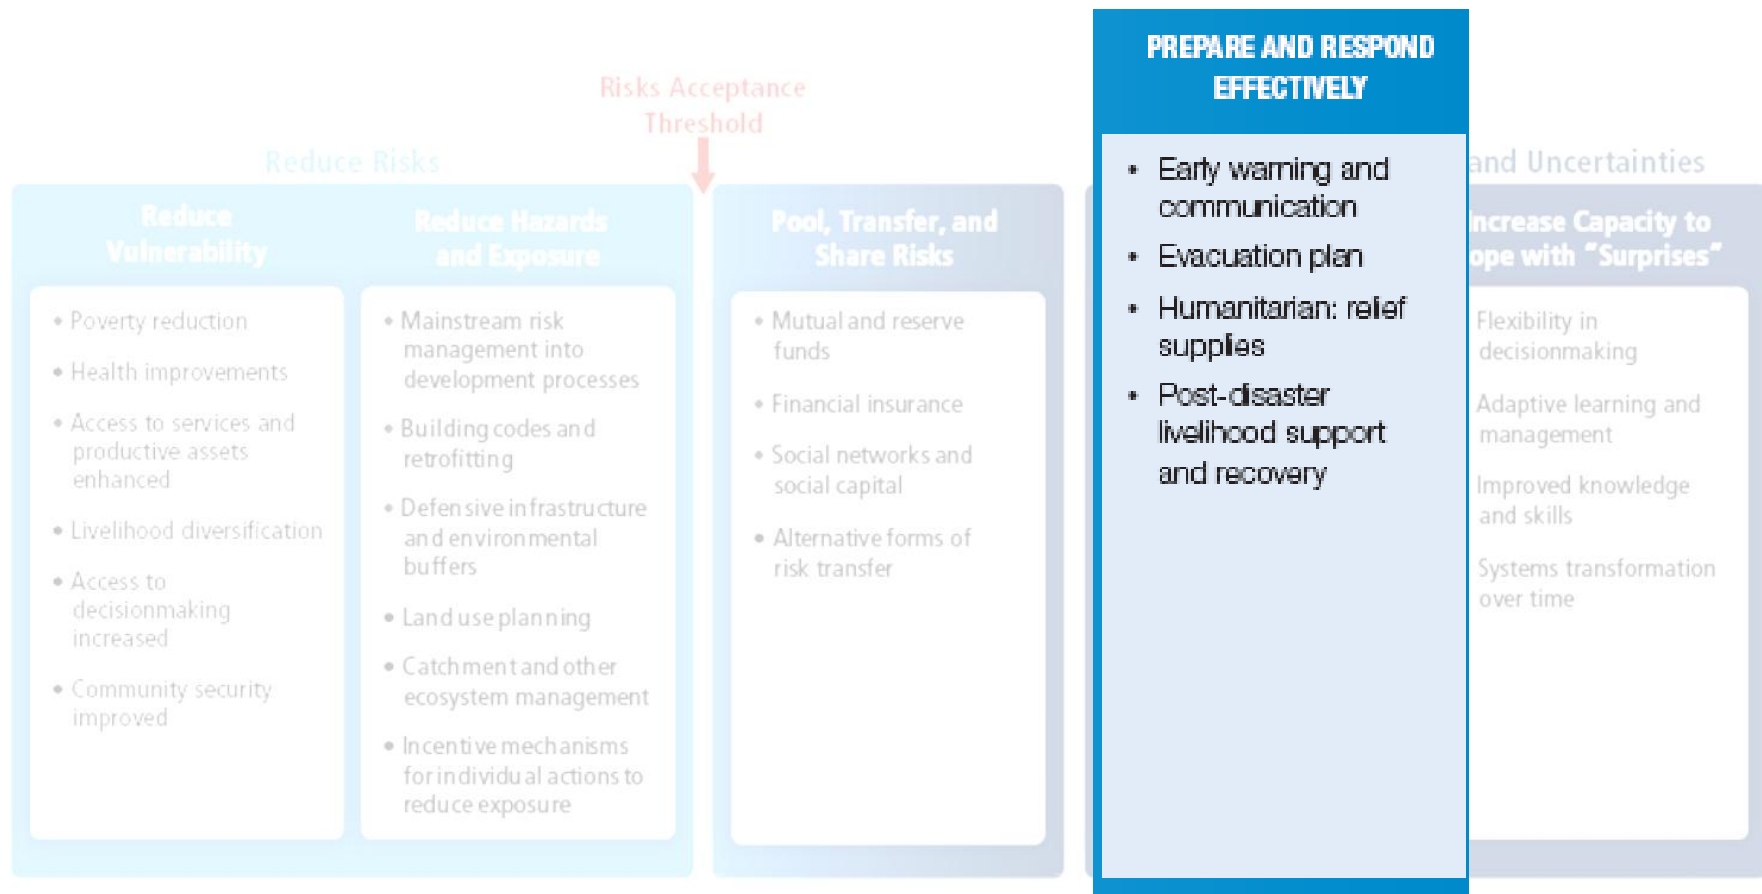 Risks Acceptance
Threshold
Reduce Risks
Reduce
Vulnerability
• Poverty reduction
• Health improvements
• Access to services and
productive assets
enhanced
• Livelihood diversification
• Access to
decisionmaking
increased
• Community security
improved
Reduce Hazards
and Exposure
• Mainstream risk
management into
development processes
• Building codes and
retrofitting
• Defensive infrastructure
and environmental
buffers
• Land use planning
• Catchment and other
ecosystem management
• Incentive mechanisms
for individual actions to
reduce exposure
Pool, Transfer, and
Share Risks
• Mutual and reserve
funds
• Financial insurance
• Social networks and
social capital
• Alternative forms of
risk transfer
PREPARE AND RESPOND
EFFECTIVELY
• Early warning and
communication
• Evacuation plan
• Humanitarian: relief
supplies
• Post-disaster
livelihood support
and recovery
and Uncertainties
ncrease Capacity to
ope with “Surprises”
Flexibility in
decisionmaking
Adaptive learning and
management
Improved knowledge
and skills
Systems transformation
over time